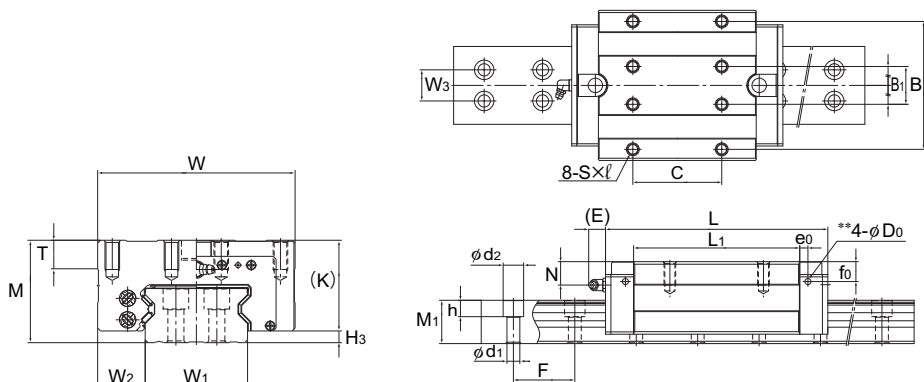 W3
B1
B
8-S×ℓ
C
W
T
M
(K)
H3
W2
W1
(E)
L
**4-φD0
L1
e0
φd2
N
f0
h
M1
φd1
F